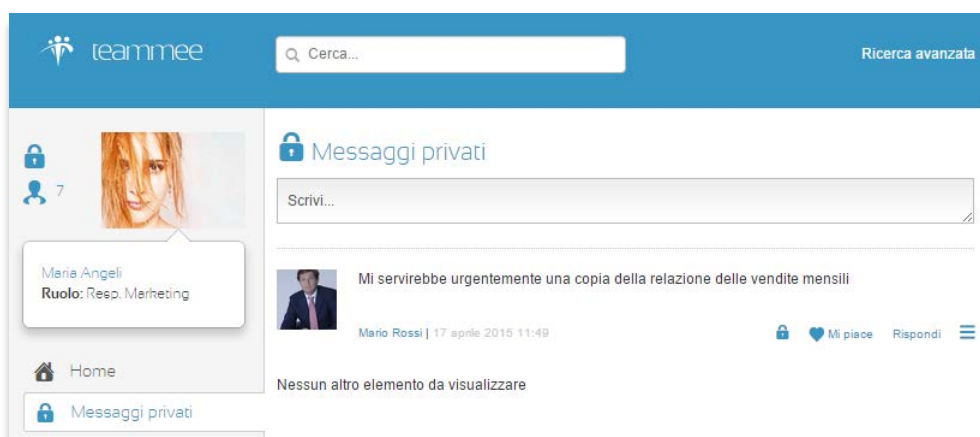 teammee
Cerca...
Ricerca avanzata
7
Maria Angeli
Ruolo: Resp. Marketing
Home
Messaggi privati
Messaggi privati
Scrivi...
Mi servirebbe urgentemente una copia della relazione delle vendite mensili
Mario Rossi | 17 aprile 2015 11:49
Mi piace Rispondi
Nessun altro elemento da visualizzare